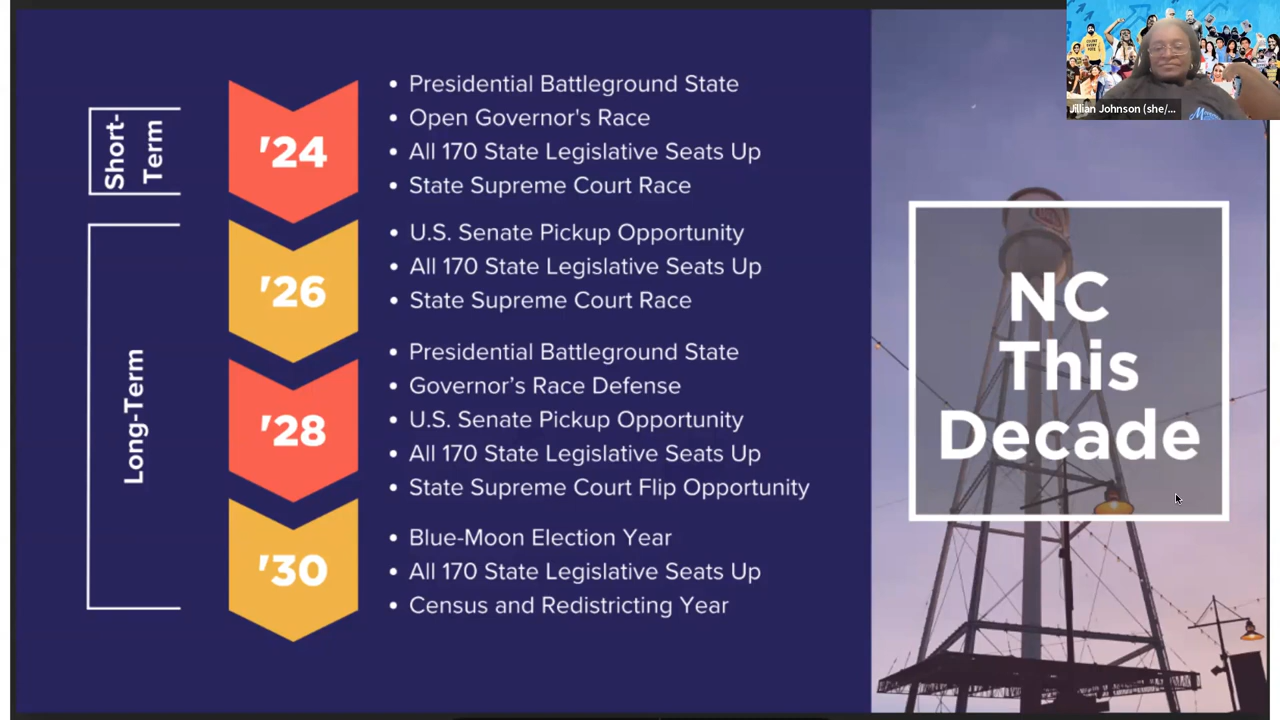 Short-
Term
'24
• Presidential Battleground State
• Open Governor's Race
• All 170 State Legislative Seats Up
• State Supreme Court Race
Long-Term
'26
• U.S. Senate Pickup Opportunity
• All 170 State Legislative Seats Up
• State Supreme Court Race
'28
• Presidential Battleground State
• Governor’s Race Defense
• U.S. Senate Pickup Opportunity
• All 170 State Legislative Seats Up
• State Supreme Court Flip Opportunity
'30
• Blue-Moon Election Year
• All 170 State Legislative Seats Up
• Census and Redistricting Year
NC
This
Decade
Jillian Johnson (she/...